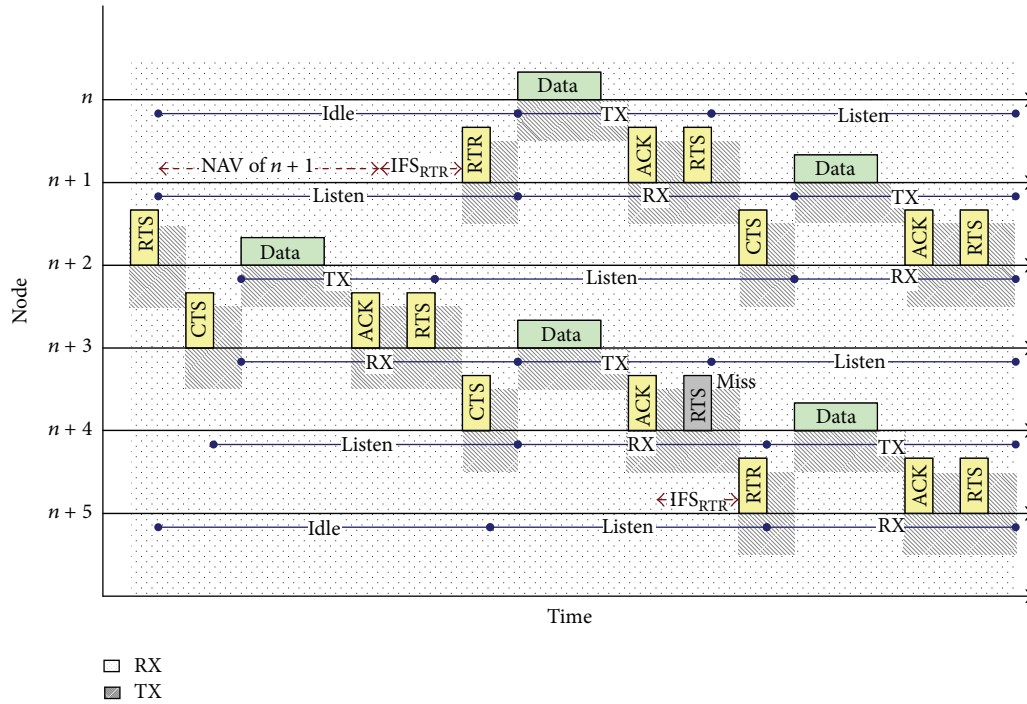 n
Data
Idle
TX
Listen
n + 1
NAV of n + 1
IFS_RTR
RTR
ACK
RTS
Data
Listen
RX
TX
n + 2
RTS
Data
CTS
ACK
RTS
TX
Listen
RX
n + 3
CTS
ACK
RTS
Data
RX
TX
Listen
n + 4
CTS
ACK
RTS
Miss
Data
Listen
RX
TX
n + 5
IFS_RTR
RTR
ACK
RTS
Idle
Listen
RX
Node
Time
RX
TX